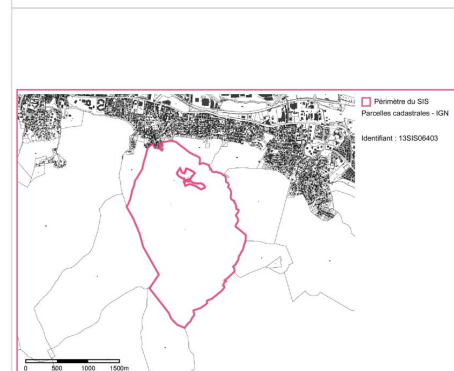 Périmètre du SIS
Parcelles cadastrales - IGN
Identifiant : 13SIS06403
0 500 1000 1500m